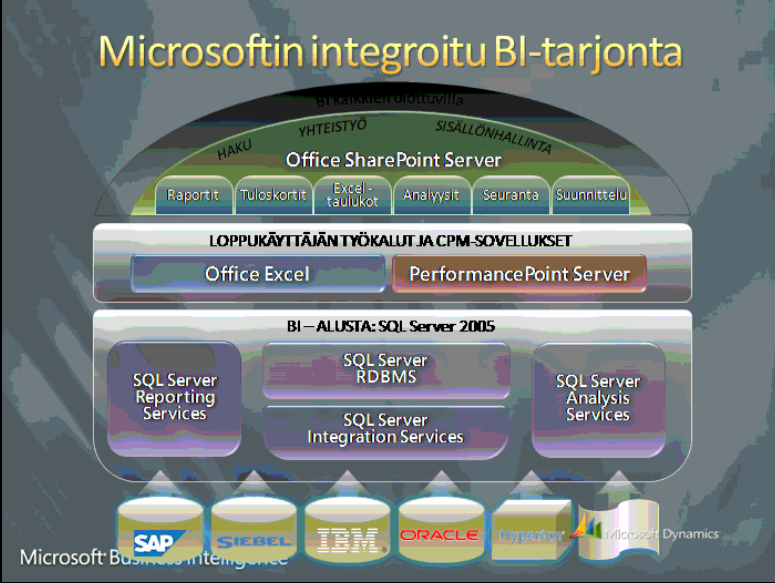 Microsoftin integroitu BI-tarjonta
BI kaikkien ulottuvilla
HAKU YHTEISTYÖ SISÄLLÖNHALLINTA
Office SharePoint Server
Raportit Tuloskortit Excel-taulukot Analyysit Seuranta Suunnittelu
LOPPUKÄYTTÄJÄN TYÖKALUT JA CPM-SOVELLUKSET
Office Excel PerformancePoint Server
BI – ALUSTA: SQL Server 2005
SQL Server
Reporting
Services
SQL Server
RDBMS
SQL Server
Integration Services
SQL Server
Analysis
Services
SAP SIEBEL IBM ORACLE Hyperion Microsoft Dynamics
Microsoft Business Intelligence